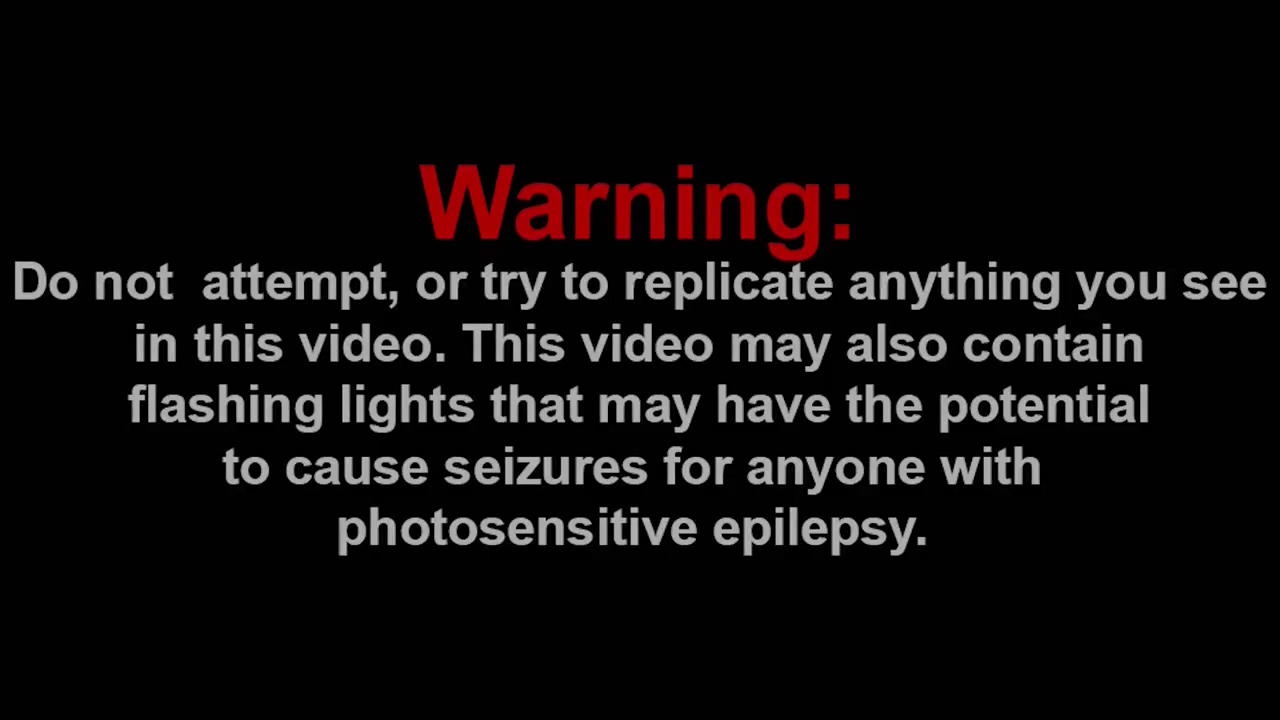 Warning:
Do not  attempt, or try to replicate anything you see
in this video. This video may also contain
flashing lights that may have the potential
to cause seizures for anyone with
photosensitive epilepsy.